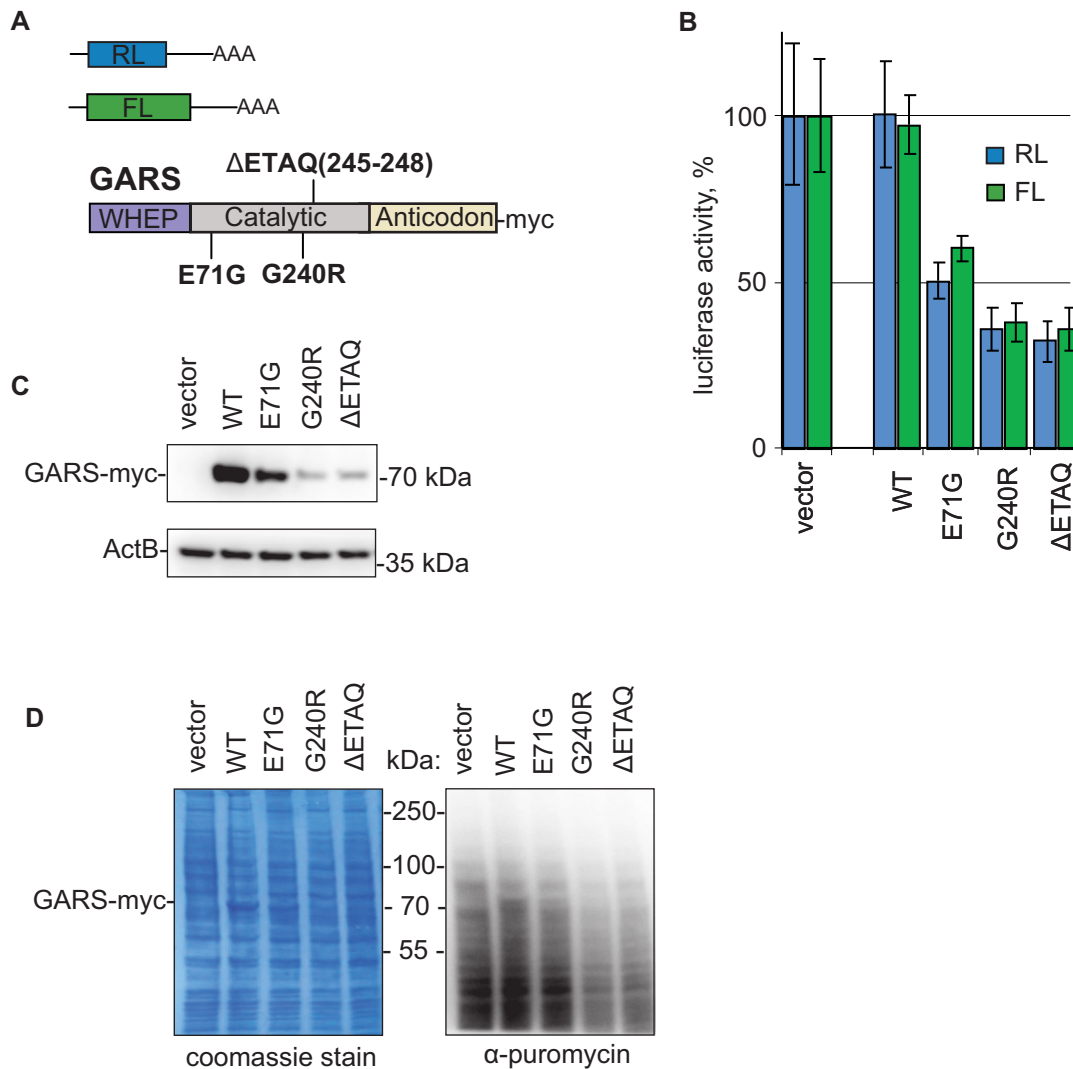 A
RL
AAA
FL
AAA
GARS
ΔETAQ(245-248)
WHEP
Catalytic
Anticodon
-myc
E71G
G240R
B
luciferase activity, %
100
50
0
RL
FL
vector
WT
E71G
G240R
ΔETAQ
C
vector
WT
E71G
G240R
ΔETAQ
GARS-myc-
-70 kDa
ActB-
-35 kDa
D
vector
WT
E71G
G240R
ΔETAQ
kDa:
vector
WT
E71G
G240R
ΔETAQ
-250-
-100-
GARS-myc-
- 70 -
- 55 -
coomassie stain
α-puromycin